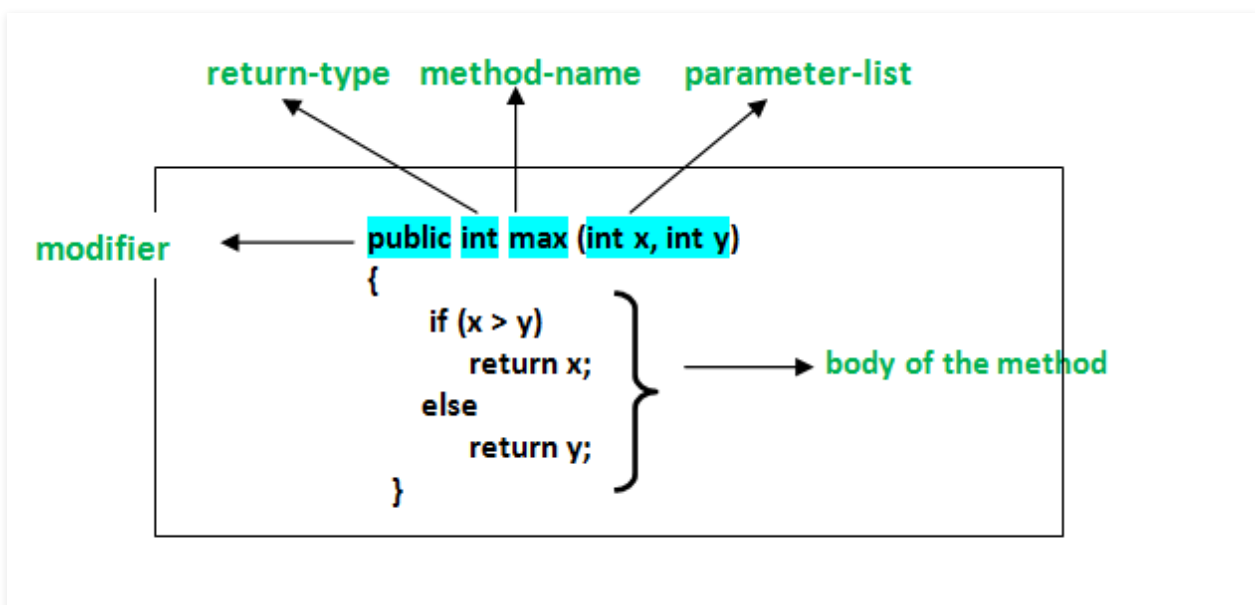 return-type method-name parameter-list
modifier
public int max (int x, int y)
{
if (x > y)
return x;
else
return y;
}
body of the method